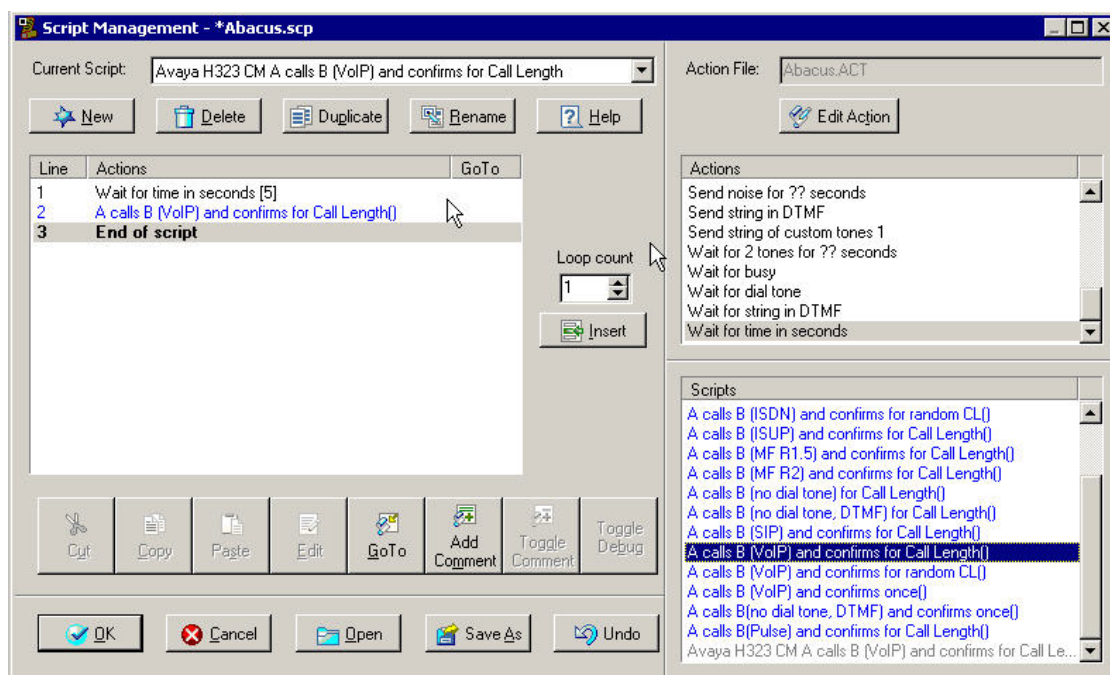 Script Management - *Abacus.scp
Current Script: Avaya H323 CM A calls B (VoIP) and confirms for Call Length
New Delete Duplicate Rename Help
Line Actions GoTo
1 Wait for time in seconds [5]
2 A calls B (VoIP) and confirms for Call Length()
3 End of script
Loop count
1
Insert
Cut Copy Paste Edit GoTo Add Comment Toggle Comment Toggle Debug
OK Cancel Open Save As Undo
Action File: Abacus.ACT
Edit Action
Actions
Send noise for ?? seconds
Send string in DTMF
Send string of custom tones 1
Wait for 2 tones for ?? seconds
Wait for busy
Wait for dial tone
Wait for string in DTMF
Wait for time in seconds
Scripts
A calls B (ISDN) and confirms for random CL()
A calls B (ISUP) and confirms for Call Length()
A calls B (MF R1.5) and confirms for Call Length()
A calls B (MF R2) and confirms for Call Length()
A calls B (no dial tone) for Call Length()
A calls B (no dial tone, DTMF) for Call Length()
A calls B (SIP) and confirms for Call Length()
A calls B (VoIP) and confirms for Call Length()
A calls B (VoIP) and confirms for random CL()
A calls B (VoIP) and confirms once()
A calls B(no dial tone, DTMF) and confirms once()
A calls B(Pulse) and confirms for Call Length()
Avaya H323 CM A calls B (VoIP) and confirms for Call Le...